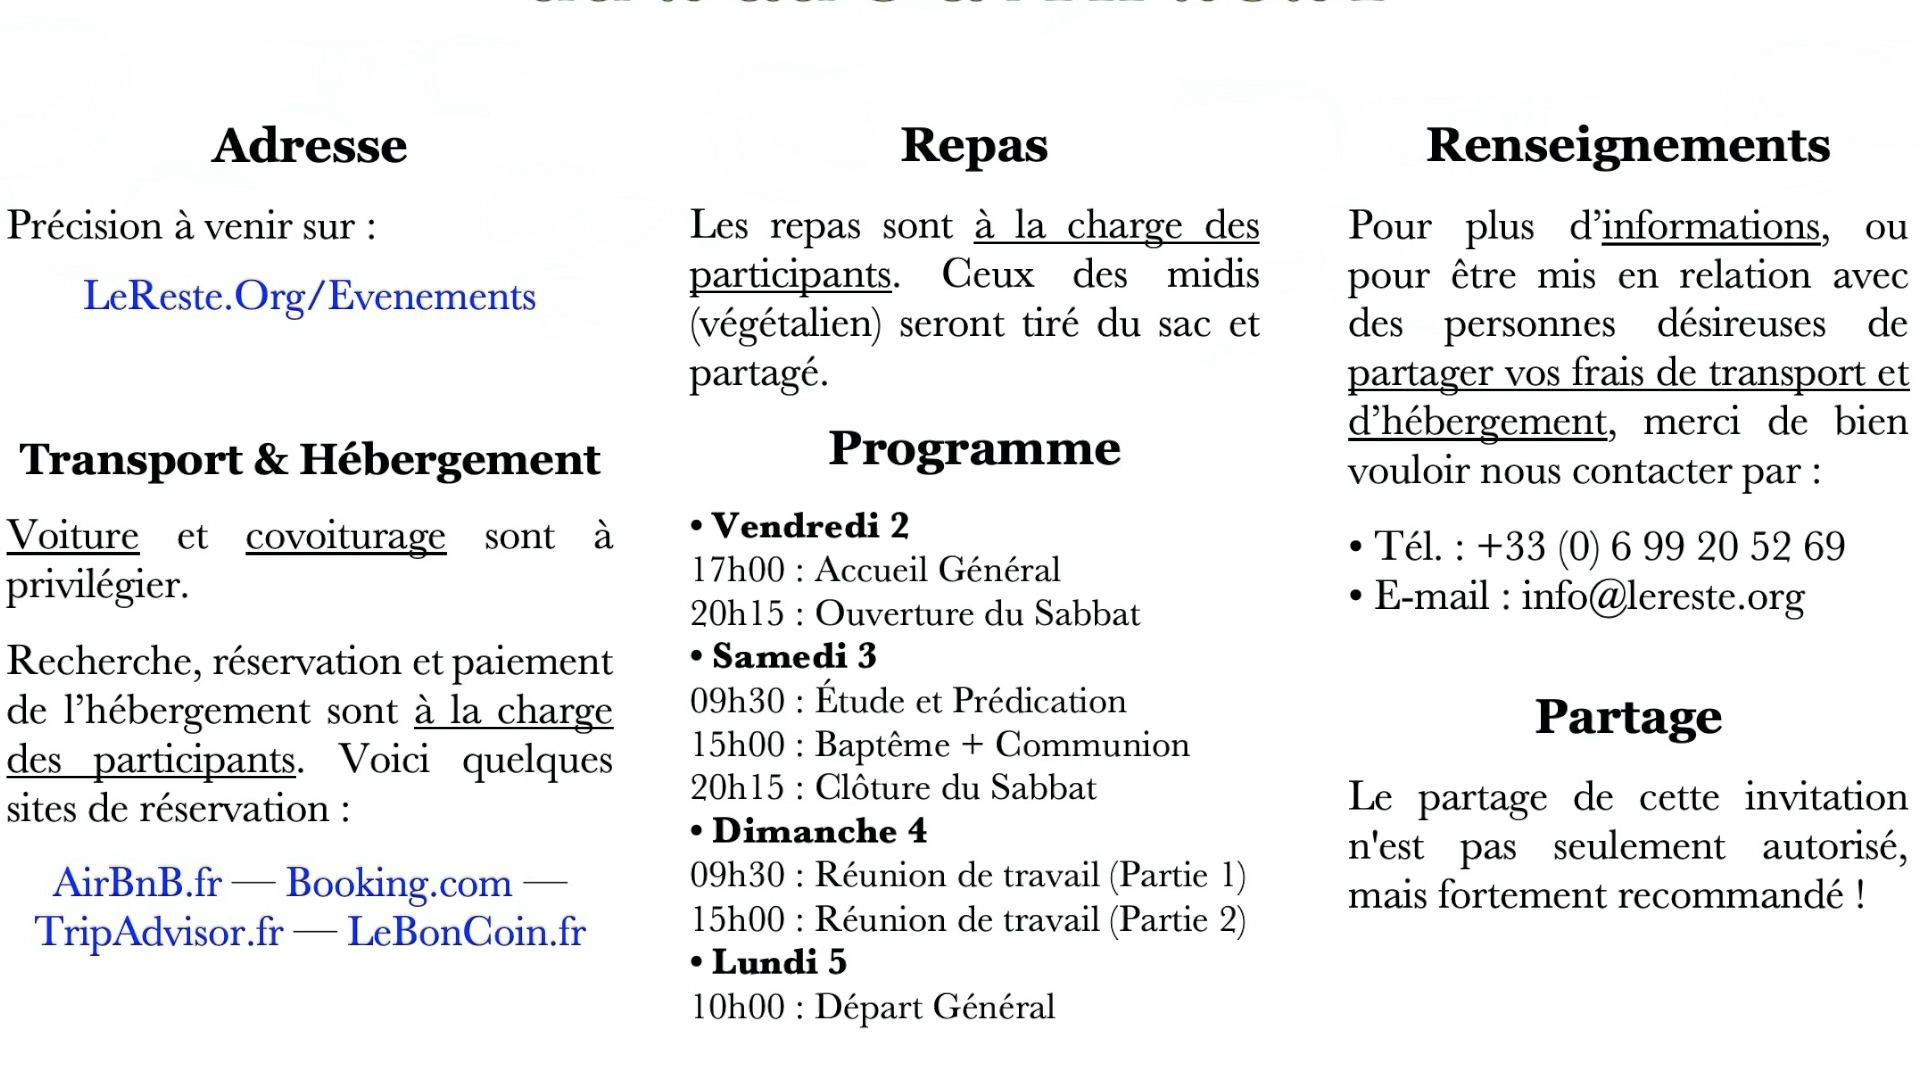 Adresse
Précision à venir sur :
LeReste.Org/Evenements
Transport & Hébergement
Voiture et covoiturage sont à
privilégier.
Recherche, réservation et paiement
de l’hébergement sont à la charge
des participants. Voici quelques
sites de réservation :
AirBnB.fr — Booking.com —
TripAdvisor.fr — LeBonCoin.fr
Repas
Les repas sont à la charge des
participants. Ceux des midis
(végétalien) seront tiré du sac et
partagé.
Programme
• Vendredi 2
17h00 : Accueil Général
20h15 : Ouverture du Sabbat
• Samedi 3
09h30 : Étude et Prédication
15h00 : Baptême + Communion
20h15 : Clôture du Sabbat
• Dimanche 4
09h30 : Réunion de travail (Partie 1)
15h00 : Réunion de travail (Partie 2)
• Lundi 5
10h00 : Départ Général
Renseignements
Pour plus d’informations, ou
pour être mis en relation avec
des personnes désireuses de
partager vos frais de transport et
d’hébergement, merci de bien
vouloir nous contacter par :
• Tél. : +33 (0) 6 99 20 52 69
• E-mail : info@lereste.org
Partage
Le partage de cette invitation
n'est pas seulement autorisé,
mais fortement recommandé !